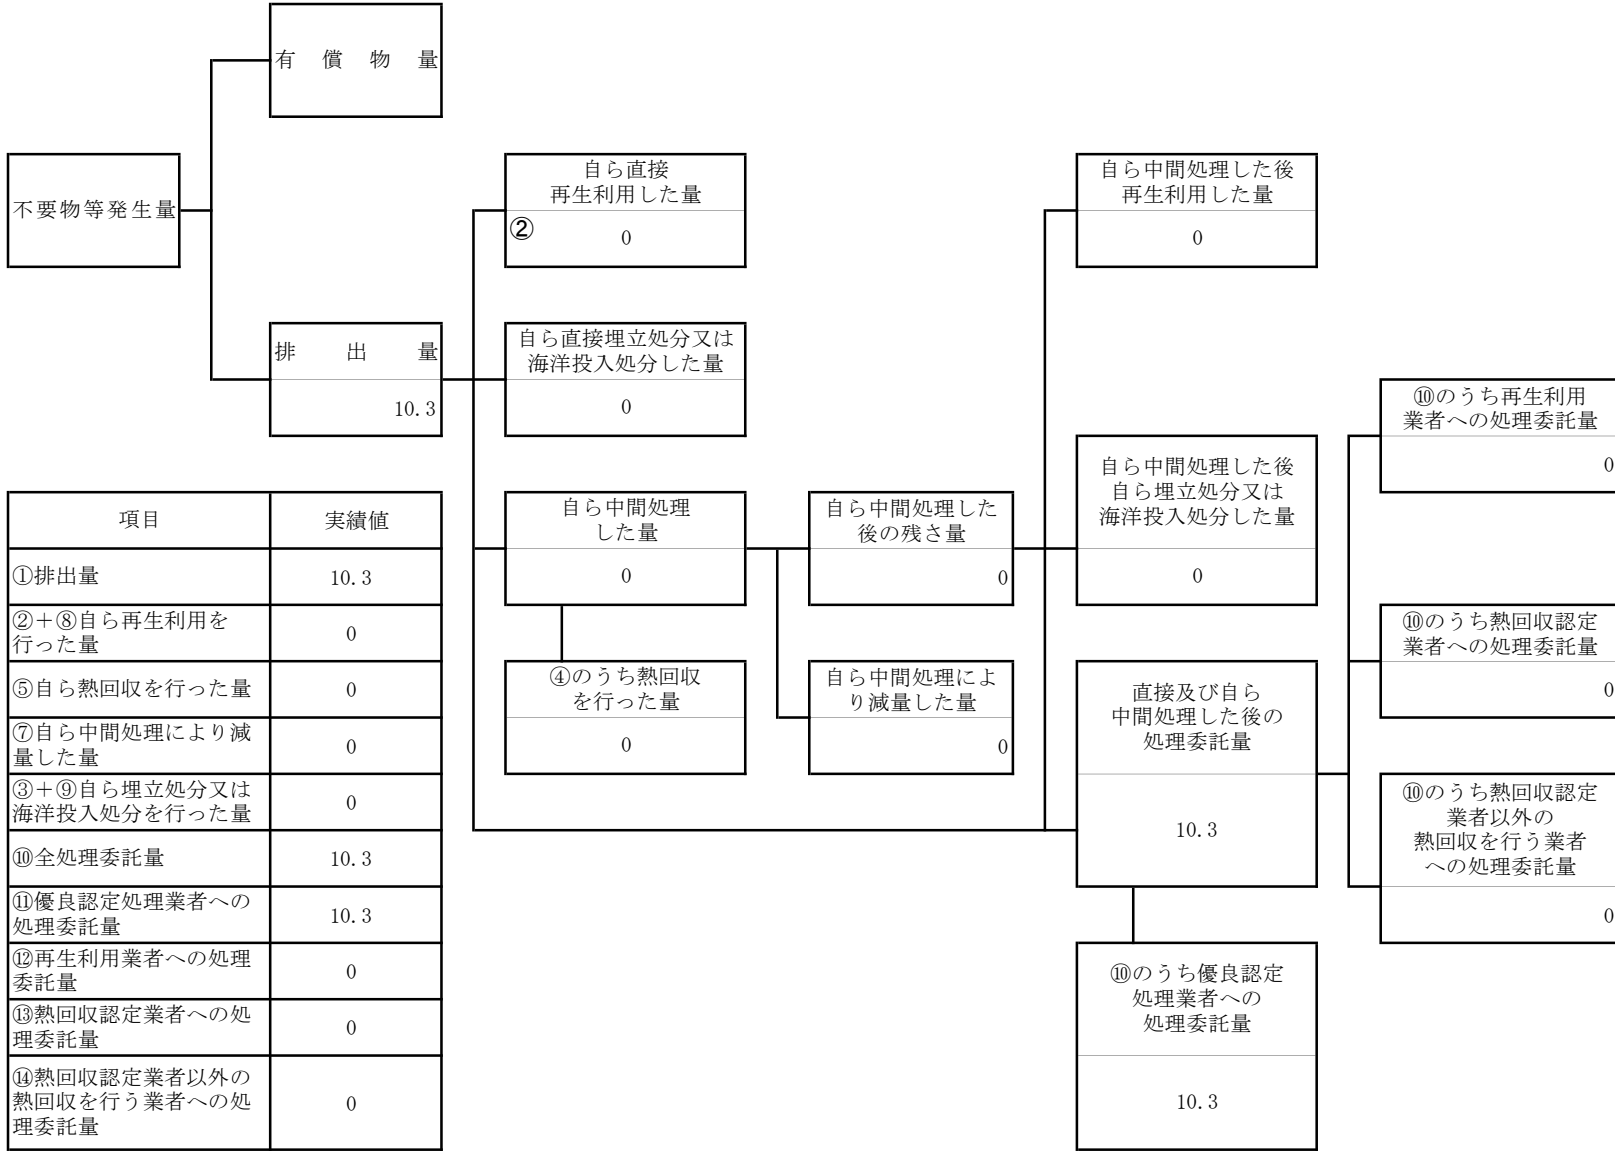 有償物量
不要物等発生量
自ら直接
再生利用した量
②
0
自ら中間処理した後
再生利用した量
0
排出量
10.3
自ら直接埋立処分又は
海洋投入処分した量
0
⑩のうち再生利用
業者への処理委託量
0
自ら中間処理
した量
0
自ら中間処理した
後の残さ量
0
自ら中間処理した後
自ら埋立処分又は
海洋投入処分した量
0
⑩のうち熱回収認定
業者への処理委託量
0
④のうち熱回収
を行った量
0
自ら中間処理によ
り減量した量
0
直接及び自ら
中間処理した後の
処理委託量
10.3
⑩のうち熱回収認定
業者以外の
熱回収を行う業者
への処理委託量
0
⑩のうち優良認定
処理業者への
処理委託量
10.3
項目 実績値
①排出量 10.3
②＋⑧自ら再生利用を
行った量 0
⑤自ら熱回収を行った量 0
⑦自ら中間処理により減
量した量 0
③＋⑨自ら埋立処分又は
海洋投入処分を行った量 0
⑩全処理委託量 10.3
⑪優良認定処理業者への
処理委託量 10.3
⑫再生利用業者への処理
委託量 0
⑬熱回収認定業者への処
理委託量 0
⑭熱回収認定業者以外の
熱回収を行う業者への処
理委託量 0